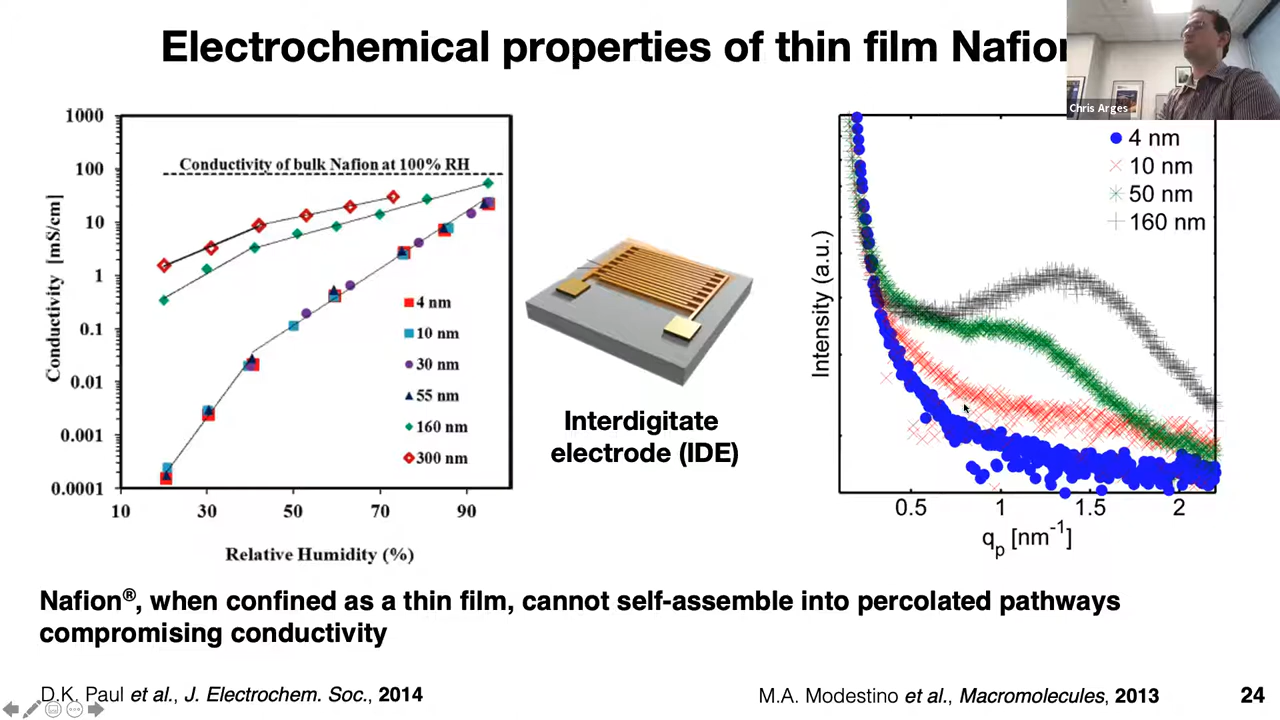 Electrochemical properties of thin film Nafion
Chris Arges
1000
100
10
1
0.1
0.01
0.001
0.0001
Conductivity [mS/cm]
Conductivity of bulk Nafion at 100% RH
4 nm
10 nm
30 nm
55 nm
160 nm
300 nm
10
30
50
70
90
Relative Humidity (%)
Interdigitate
electrode (IDE)
Intensity (a.u.)
4 nm
10 nm
50 nm
160 nm
0.5
1
1.5
2
qp [nm-1]
Nafion®, when confined as a thin film, cannot self-assemble into percolated pathways
compromising conductivity
D.K. Paul et al., J. Electrochem. Soc., 2014
M.A. Modestino et al., Macromolecules, 2013
24